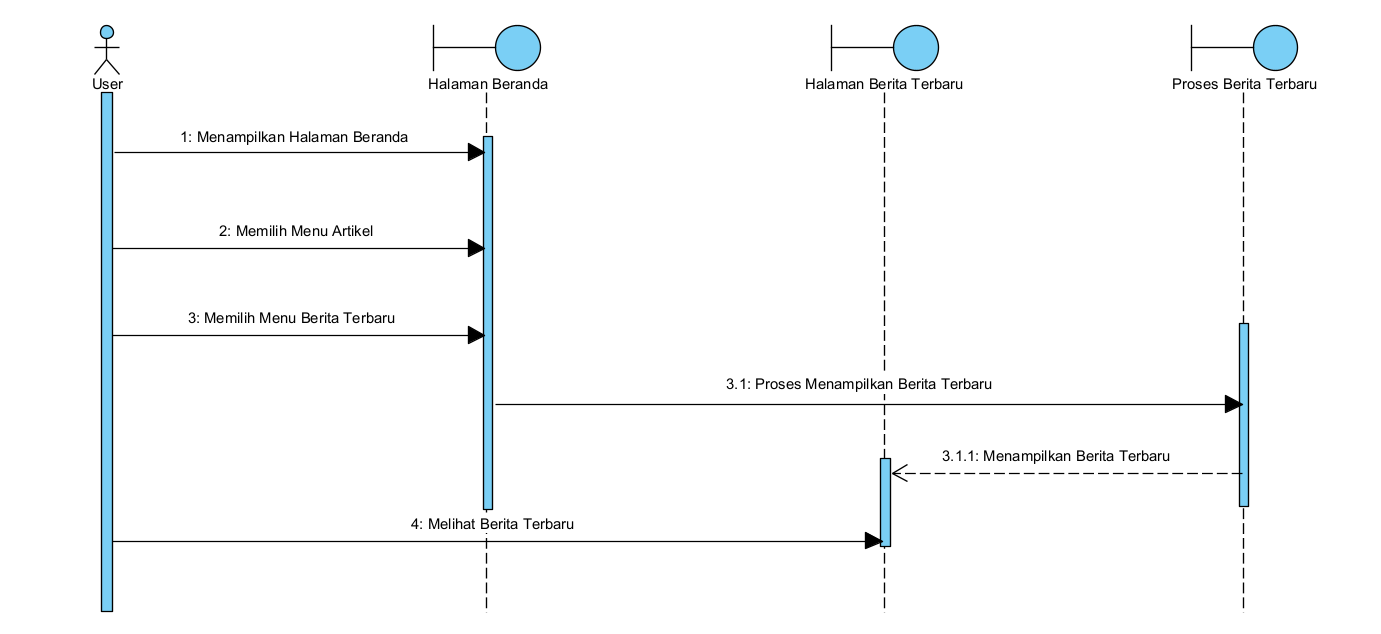 User
Halaman Beranda
Halaman Berita Terbaru
Proses Berita Terbaru
1: Menampilkan Halaman Beranda
2: Memilih Menu Artikel
3: Memilih Menu Berita Terbaru
3.1: Proses Menampilkan Berita Terbaru
3.1.1: Menampilkan Berita Terbaru
4: Melihat Berita Terbaru